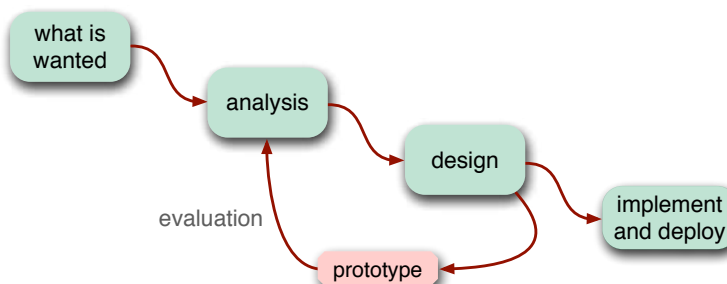 what is
wanted
analysis
design
implement
and deploy
evaluation
prototype